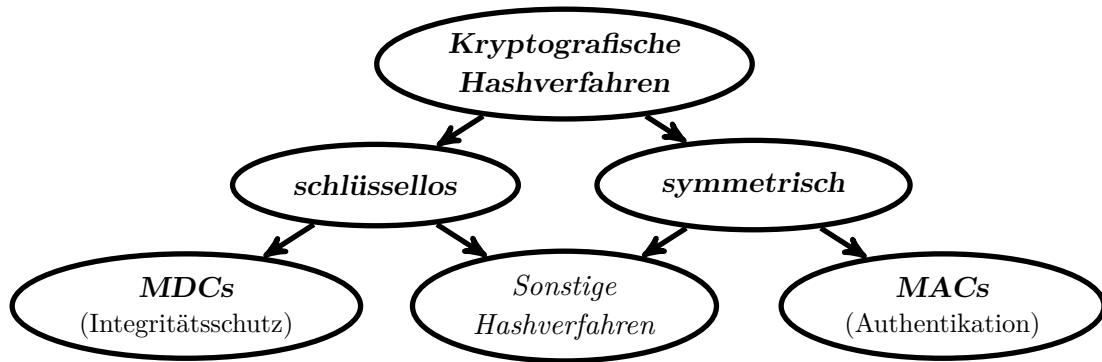 Kryptografische
Hashverfahren
schlüssellos
symmetrisch
MDCs
(Integritätsschutz)
Sonstige
Hashverfahren
MACs
(Authentikation)